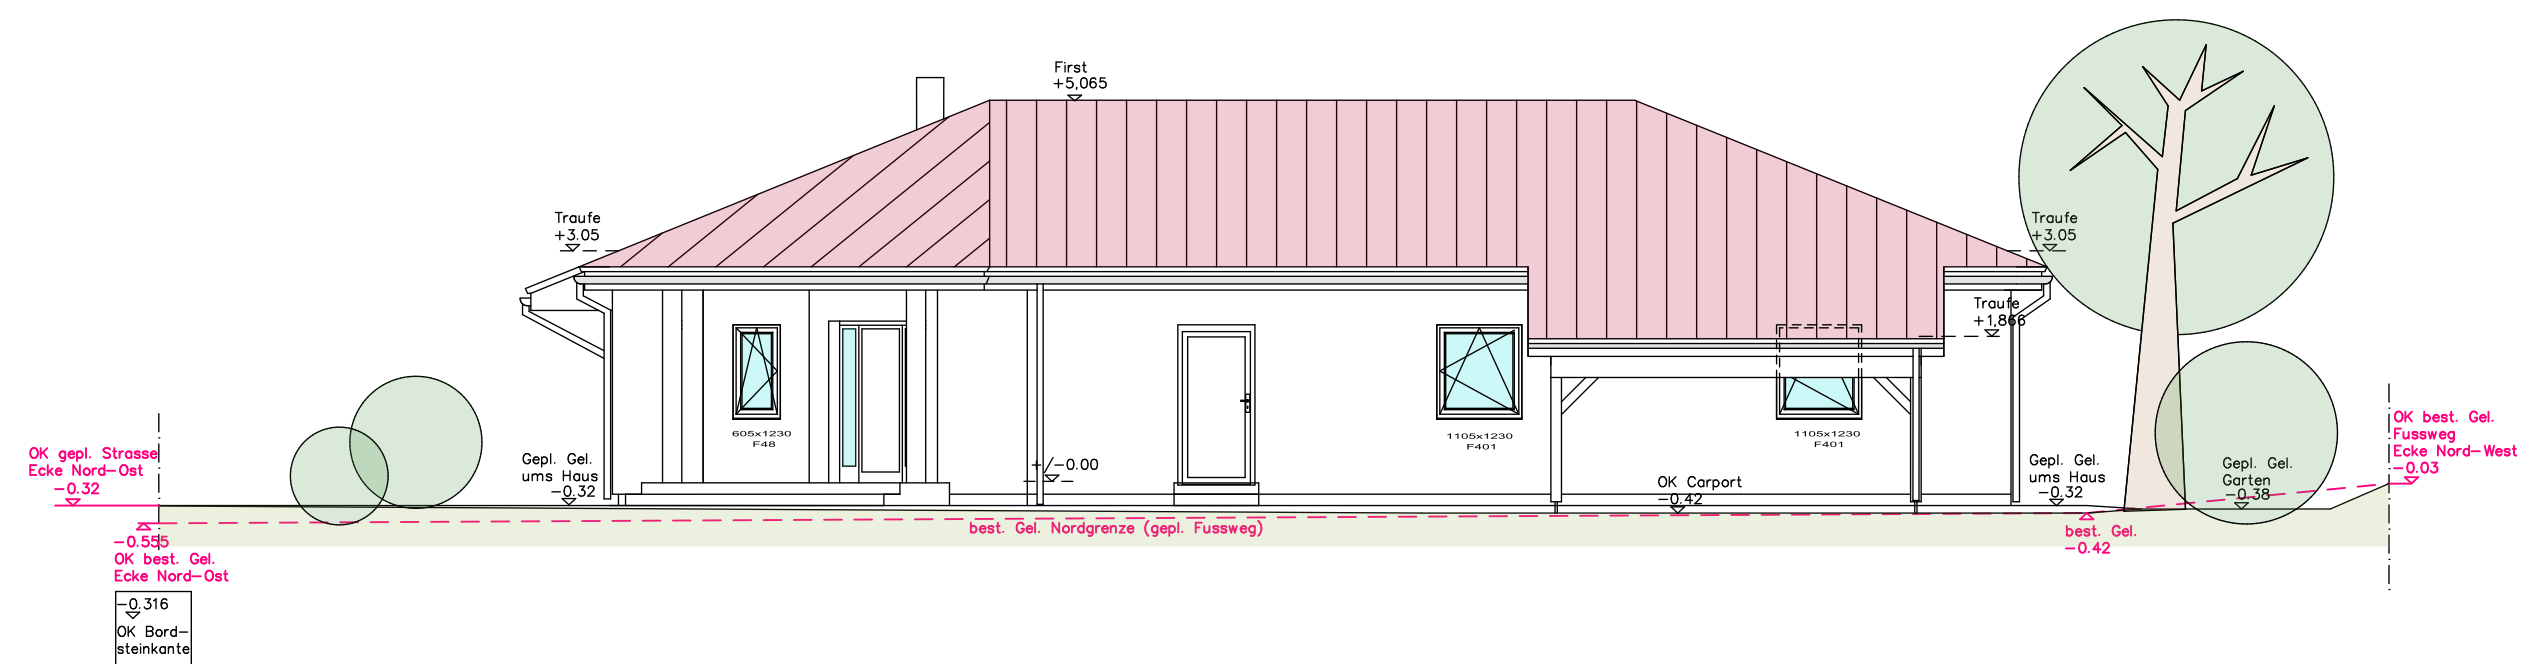 First
+5,065
Traufe
+3.05
Traufe
+3.05
Traufe
+1,866
605x1230
F48
1105x1230
F401
1105x1230
F401
OK gepl. Strasse
Ecke Nord-Ost
-0.32
Gepl. Gel.
ums Haus
-0.32
+/-0.00
OK Carport
-0.42
Gepl. Gel.
ums Haus
-0.32
Gepl. Gel.
Garten
-0.38
OK best. Gel.
Fussweg
Ecke Nord-West
-0.03
best. Gel. Nordgrenze (gepl. Fussweg)
best. Gel.
-0.42
-0.555
OK best. Gel.
Ecke Nord-Ost
-0.316
OK Bord-
steinkante